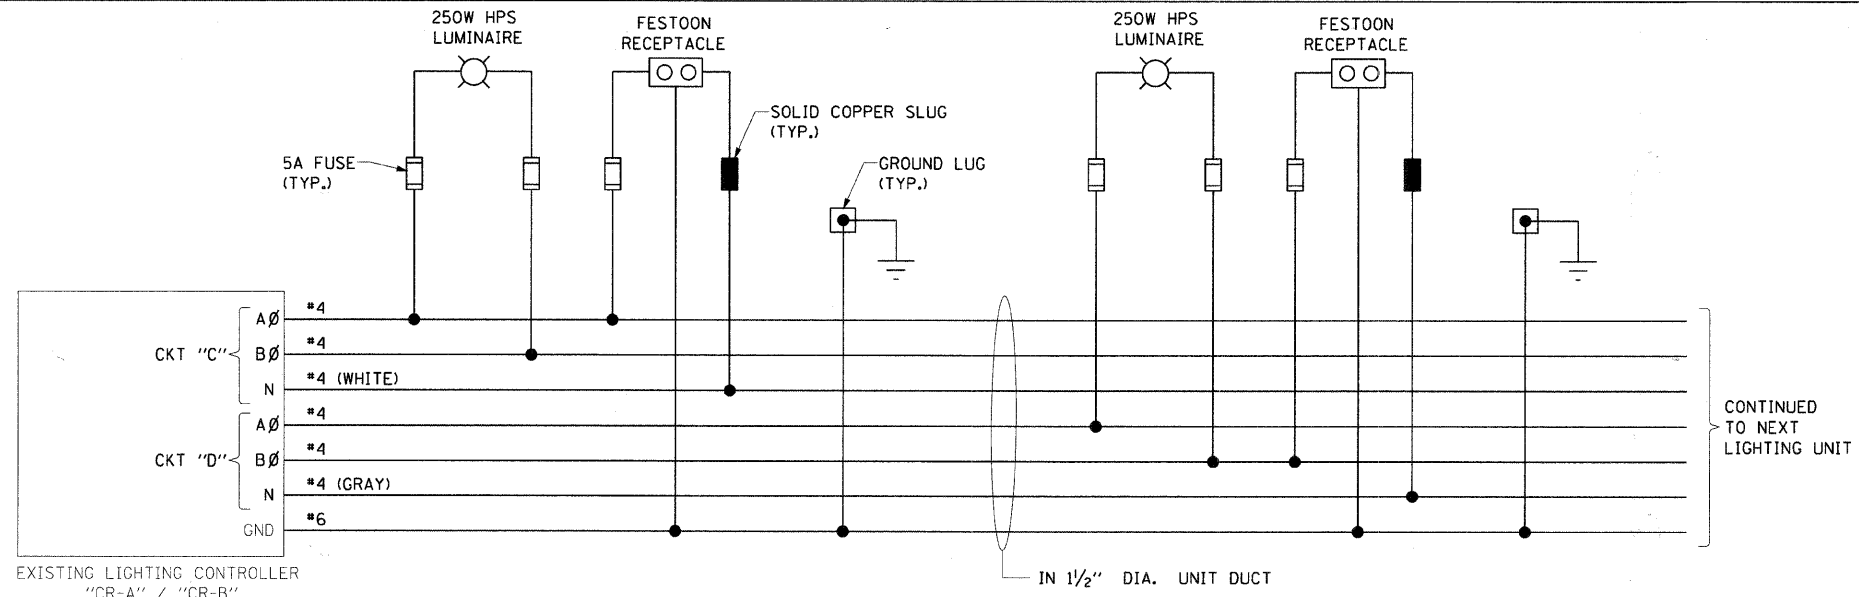 250W HPS
LUMINAIRE
FESTOON
RECEPTACLE
250W HPS
LUMINAIRE
FESTOON
RECEPTACLE
SOLID COPPER SLUG
(TYP.)
5A FUSE
(TYP.)
GROUND LUG
(TYP.)
CKT "C"
AØ
#4
BØ
#4
N
#4 (WHITE)
CKT "D"
AØ
#4
BØ
#4
N
#4 (GRAY)
GND
#6
CONTINUED
TO NEXT
LIGHTING UNIT
EXISTING LIGHTING CONTROLLER
"CR-A" / "CR-B"
IN 1½" DIA. UNIT DUCT